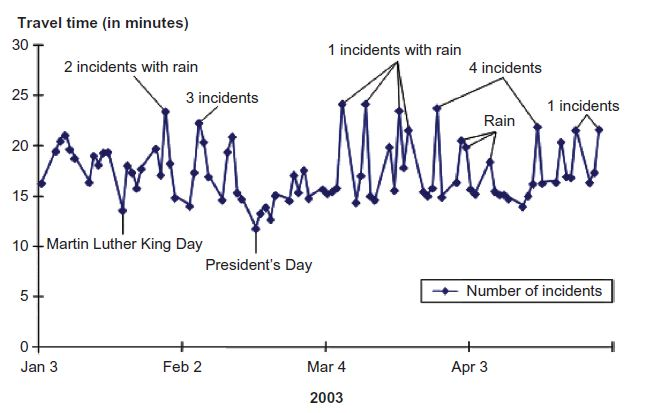 Travel time (in minutes)
30
1 incidents with rain
2 incidents with rain
4 incidents
25
3 incidents
1 incidents
Rain
20
15
Martin Luther King Day
10
President's Day
5
Number of incidents
0
Jan 3
Feb 2
Mar 4
Apr 3
2003